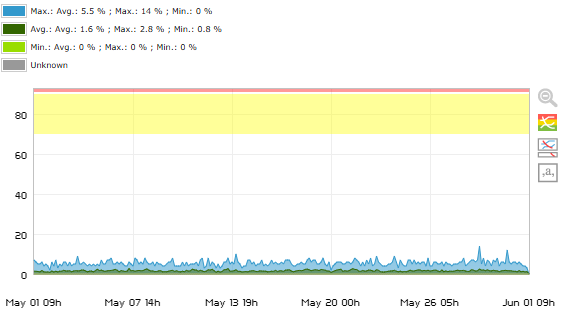 Max.: Avg.: 5.5 % ; Max.: 14 % ; Min.: 0 %
Avg.: Avg.: 1.6 % ; Max.: 2.8 % ; Min.: 0.8 %
Min.: Avg.: 0 % ; Max.: 0 % ; Min.: 0 %
Unknown
80
60
40
20
0
,a,
May 01 09h May 07 14h May 13 19h May 20 00h May 26 05h Jun 01 09h